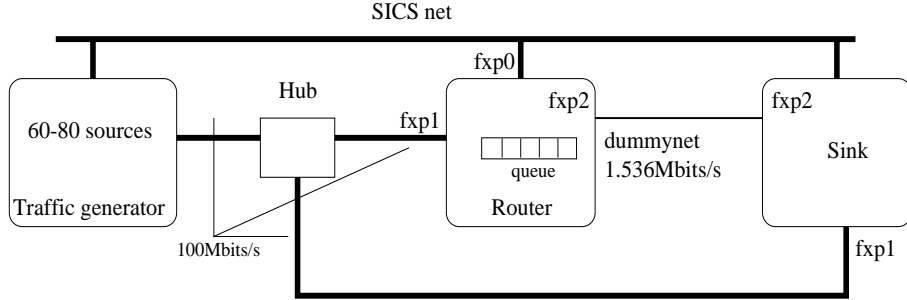 SICS net
fxp0
Hub
fxp1
fxp2
fxp2
60-80 sources
dummynet
1.536Mbits/s
queue
Sink
Traffic generator
Router
100Mbits/s
fxp1